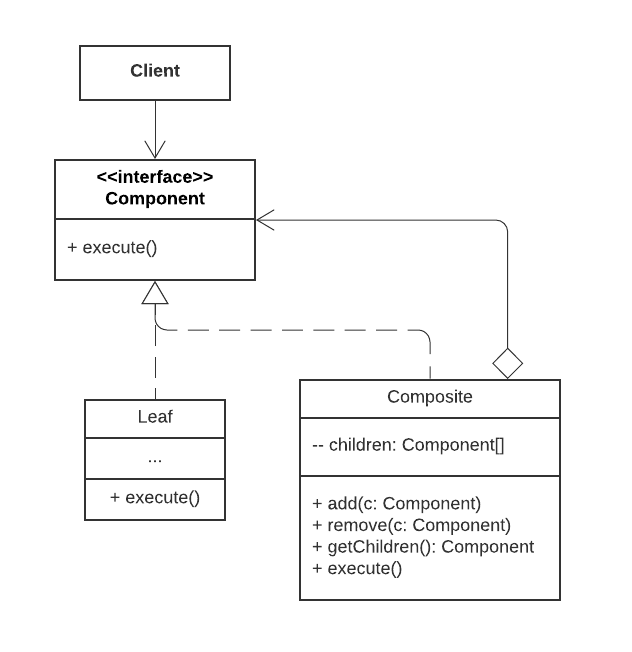 Client
<<interface>>
Component
+ execute()
Leaf
...
+ execute()
Composite
-- children: Component[]
+ add(c: Component)
+ remove(c: Component)
+ getChildren(): Component
+ execute()